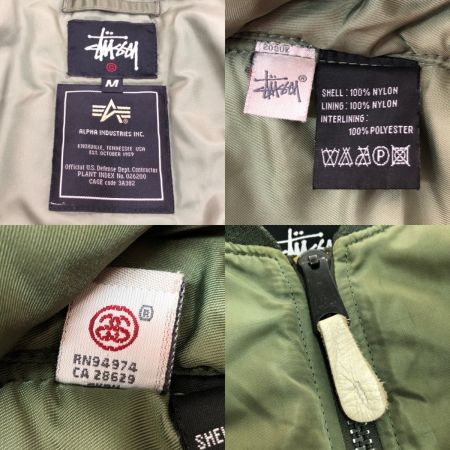 STÜSSY
M
ALPHA INDUSTRIES INC.
KNOXVILLE, TENNESSEE USA
EST. OCTOBER 1959
Official U.S. Defense Dept. Contractor
PLANT INDEX No. 026200
CAGE code 3A382
STÜSSY
SHELL : 100% NYLON
LINING : 100% NYLON
INTERLINING :
100% POLYESTER
®
RN94974
CA 28629
SHE